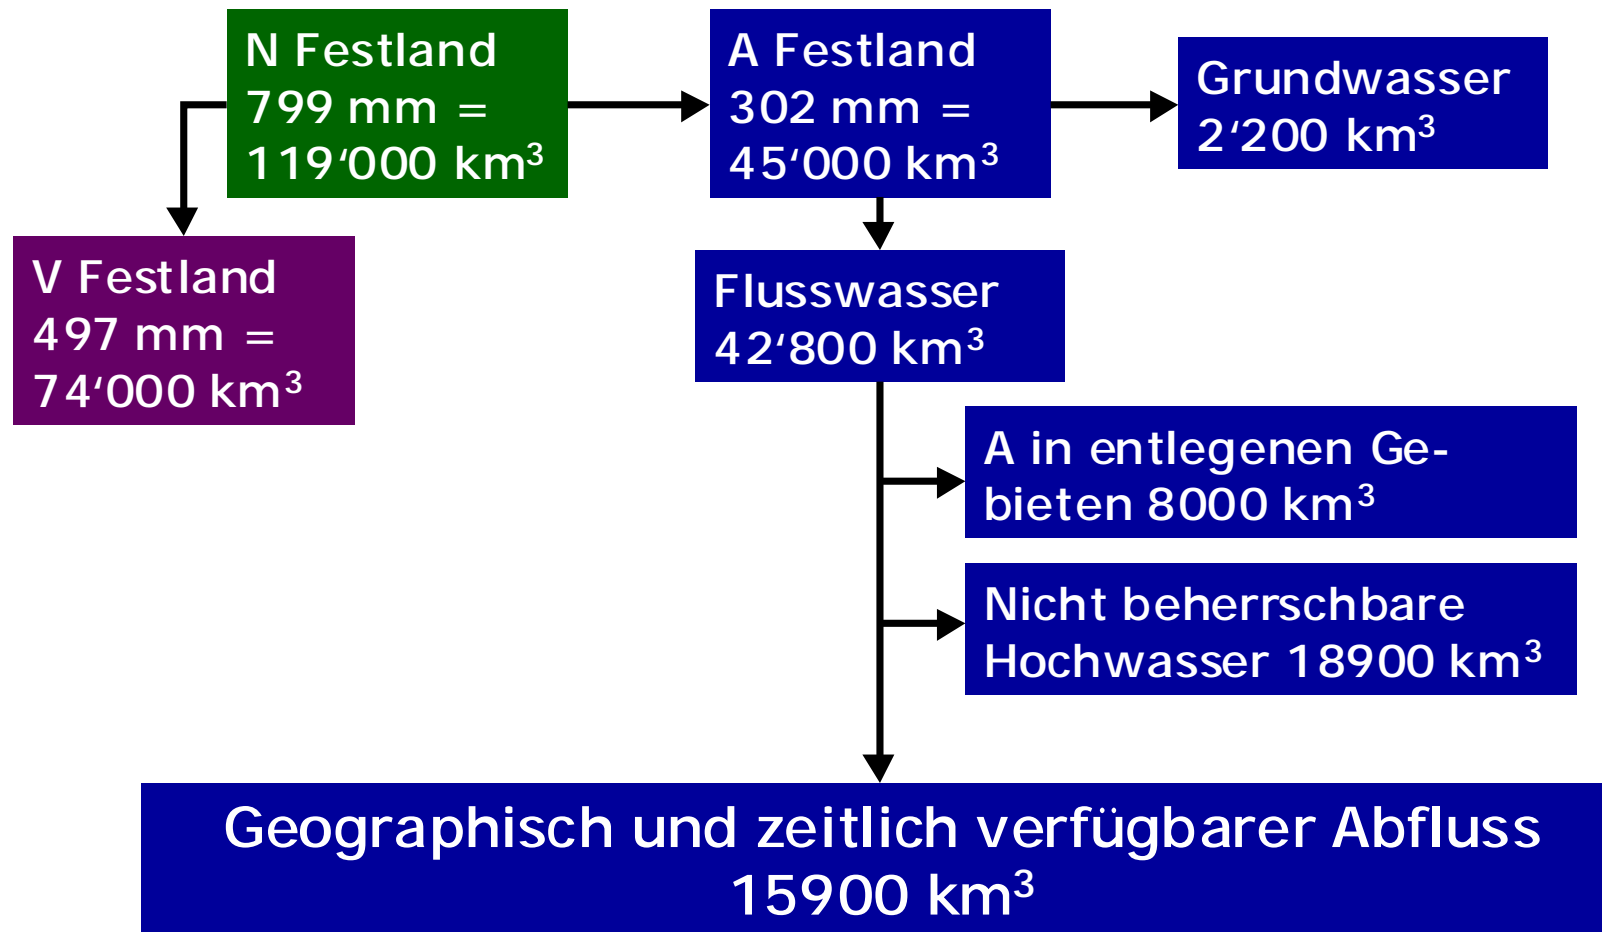 N Festland
799 mm =
119‘000 km³
A Festland
302 mm =
45‘000 km³
Grundwasser
2‘200 km³
V Festland
497 mm =
74‘000 km³
Flusswasser
42‘800 km³
A in entlegenen Ge-
bieten 8000 km³
Nicht beherrschbare
Hochwasser 18900 km³
Geographisch und zeitlich verfügbarer Abfluss
15900 km³